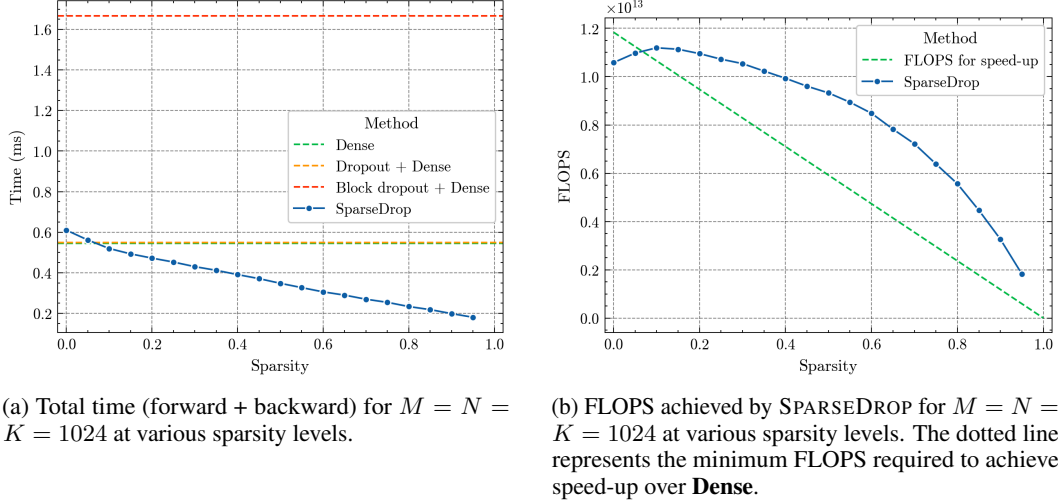 1.6
1.4
1.2
1.0
0.8
0.6
0.4
0.2
Time (ms)
Method
Dense
Dropout + Dense
Block dropout + Dense
SparseDrop
0.0 0.2 0.4 0.6 0.8 1.0
Sparsity
(a) Total time (forward + backward) for M = N =
K = 1024 at various sparsity levels.
×10¹³
1.2
1.0
0.8
0.6
0.4
0.2
0.0
FLOPS
Method
FLOPS for speed-up
SparseDrop
0.0 0.2 0.4 0.6 0.8 1.0
Sparsity
(b) FLOPS achieved by SPARSEDROP for M = N =
K = 1024 at various sparsity levels. The dotted line
represents the minimum FLOPS required to achieve
speed-up over Dense.